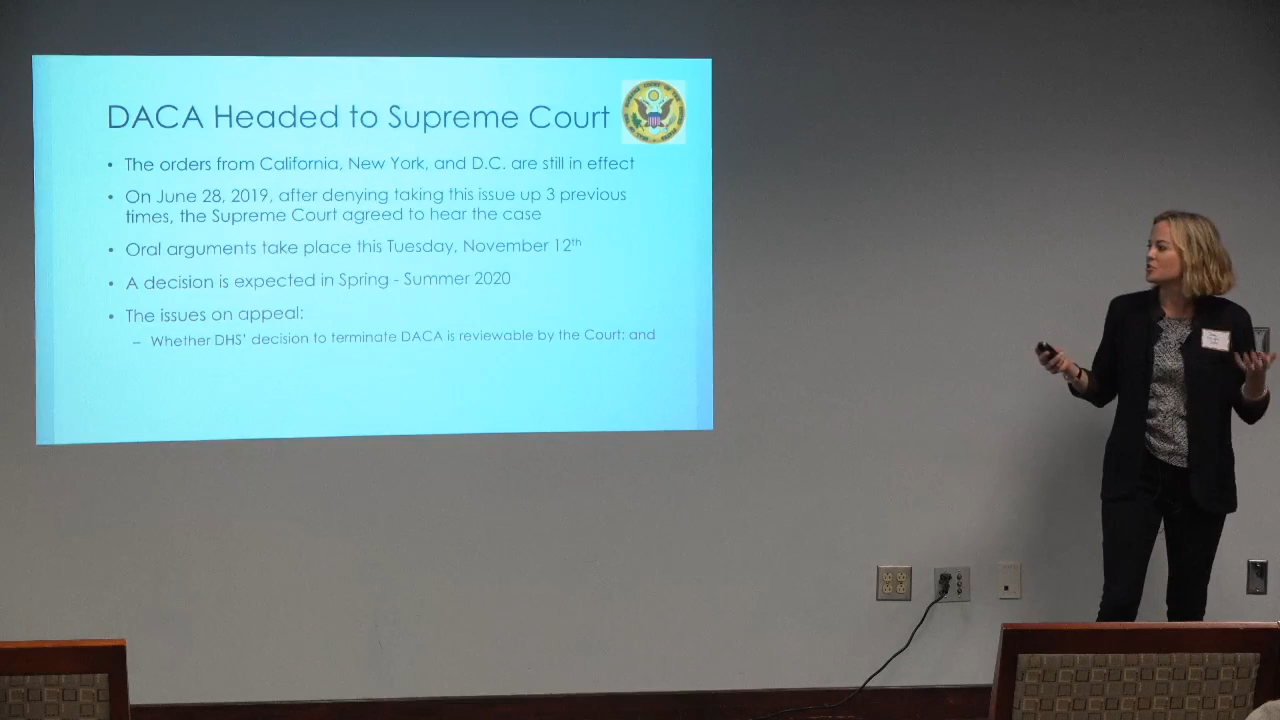 DACA Headed to Supreme Court
• The orders from California, New York, and D.C. are still in effect
• On June 28, 2019, after denying taking this issue up 3 previous
times, the Supreme Court agreed to hear the case
• Oral arguments take place this Tuesday, November 12th
• A decision is expected in Spring - Summer 2020
• The issues on appeal:
– Whether DHS' decision to terminate DACA is reviewable by the Court; and